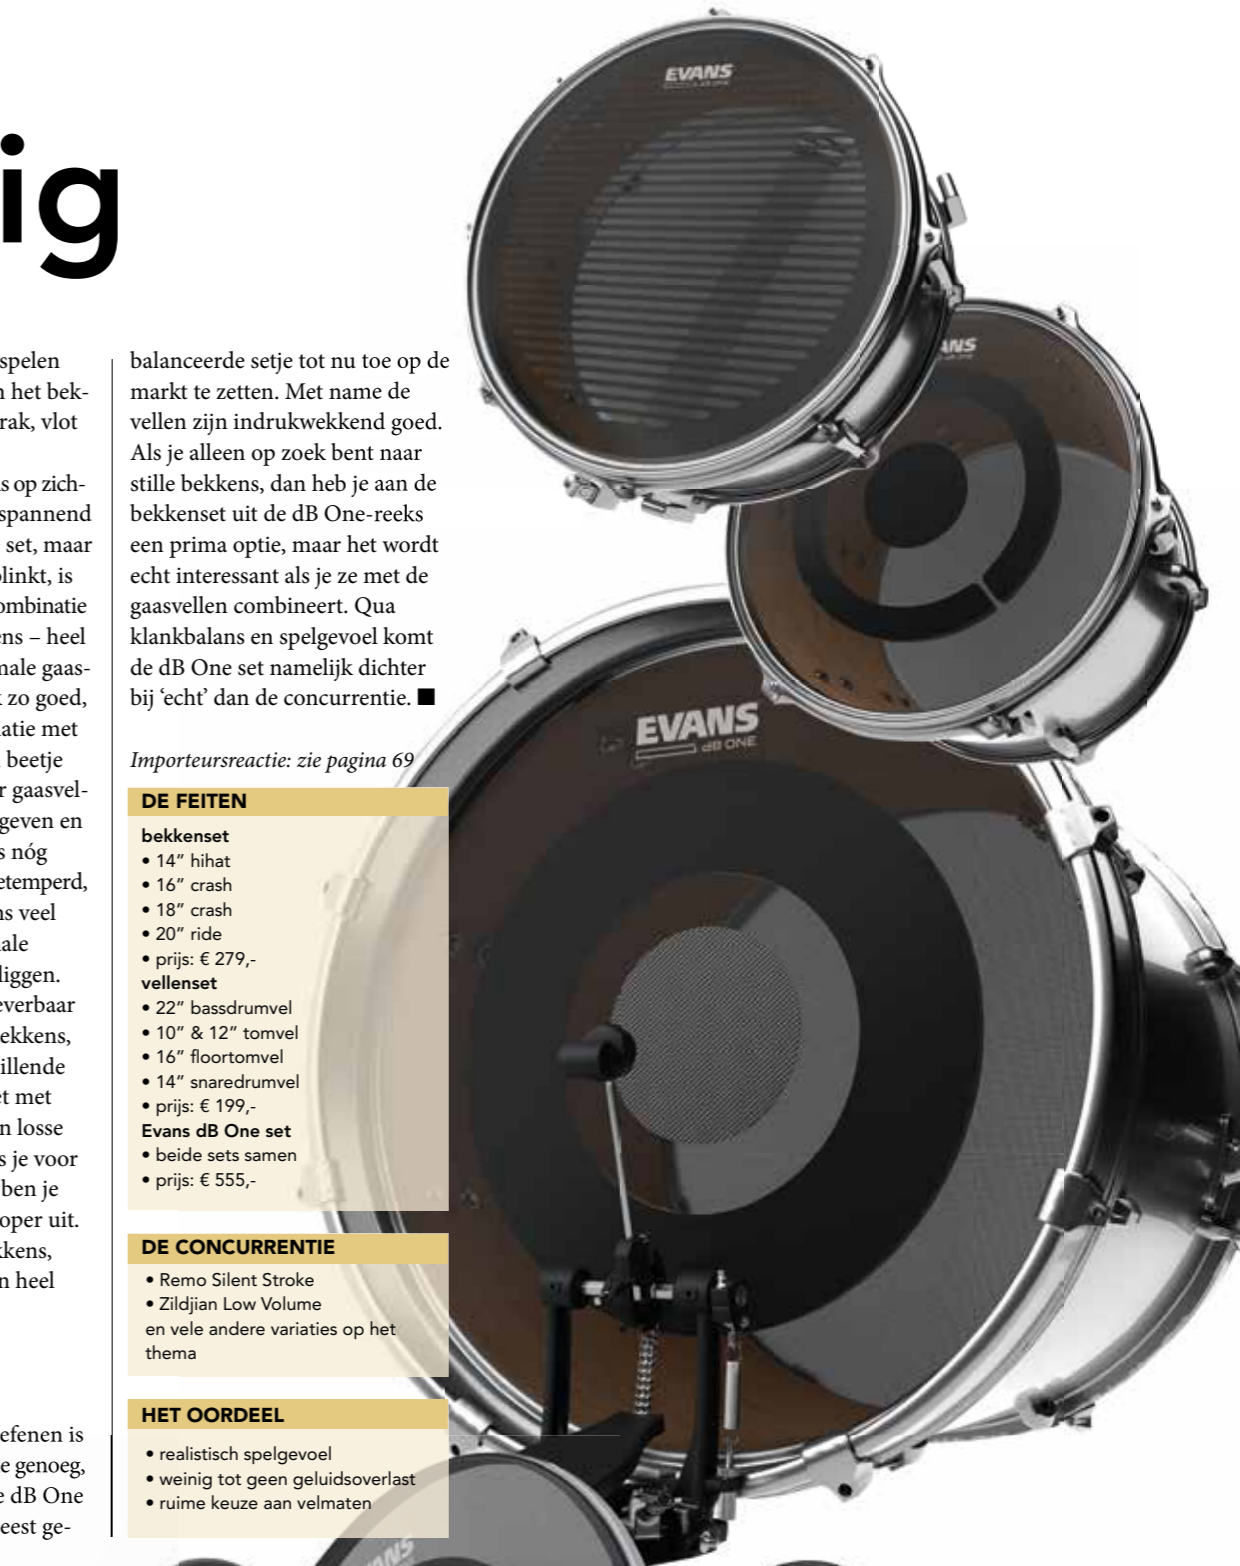 ig
spelen
n het bek-
rak, vlot
s op zich-
spannend
set, maar
linkt, is
ombinatie
ens – heel
male gaas-
k zo goed,
natie met
beetje
r gaasvel-
geven en
s nóg
etemperd,
ns veel
ale
liggen.
everbaar
ekkens,
illende
et met
n losse
s je voor
ben je
oper uit.
kkens,
n heel
efenen is
e genoeg,
e dB One
eest ge-
balanceerde setje tot nu toe op de
markt te zetten. Met name de
vellen zijn indrukwekkend goed.
Als je alleen op zoek bent naar
stille bekkens, dan heb je aan de
bekkenset uit de dB One-reeks
een prima optie, maar het wordt
echt interessant als je ze met de
gaasvellen combineert. Qua
klankbalans en spelgevoel komt
de dB One set namelijk dichter
bij ‘echt’ dan de concurrentie. ■
Importeursreactie: zie pagina 69
DE FEITEN
bekkenset
• 14” hihat
• 16” crash
• 18” crash
• 20” ride
• prijs: € 279,-
vellenset
• 22” bassdrumvel
• 10” & 12” tomvel
• 16” floortomvel
• 14” snaredrumvel
• prijs: € 199,-
Evans dB One set
• beide sets samen
• prijs: € 555,-
DE CONCURRENTIE
• Remo Silent Stroke
• Zildjian Low Volume
en vele andere variaties op het
thema
HET OORDEEL
• realistisch spelgevoel
• weinig tot geen geluidsoverlast
• ruime keuze aan velmaten
EVANS
ANS
EVANS
dB ONE
EVANS